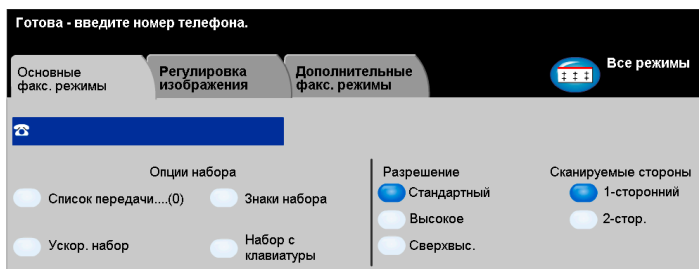 Готова - введите номер телефона.
Основные
факс. режимы
Регулировка
изображения
Дополнительные
факс. режимы
Все режимы
Опции набора
Список передачи....(0)
Знаки набора
Ускор. набор
Набор с
клавиатуры
Разрешение
Стандартный
Высокое
Сверхвыс.
Сканируемые стороны
1-сторонний
2-стор.